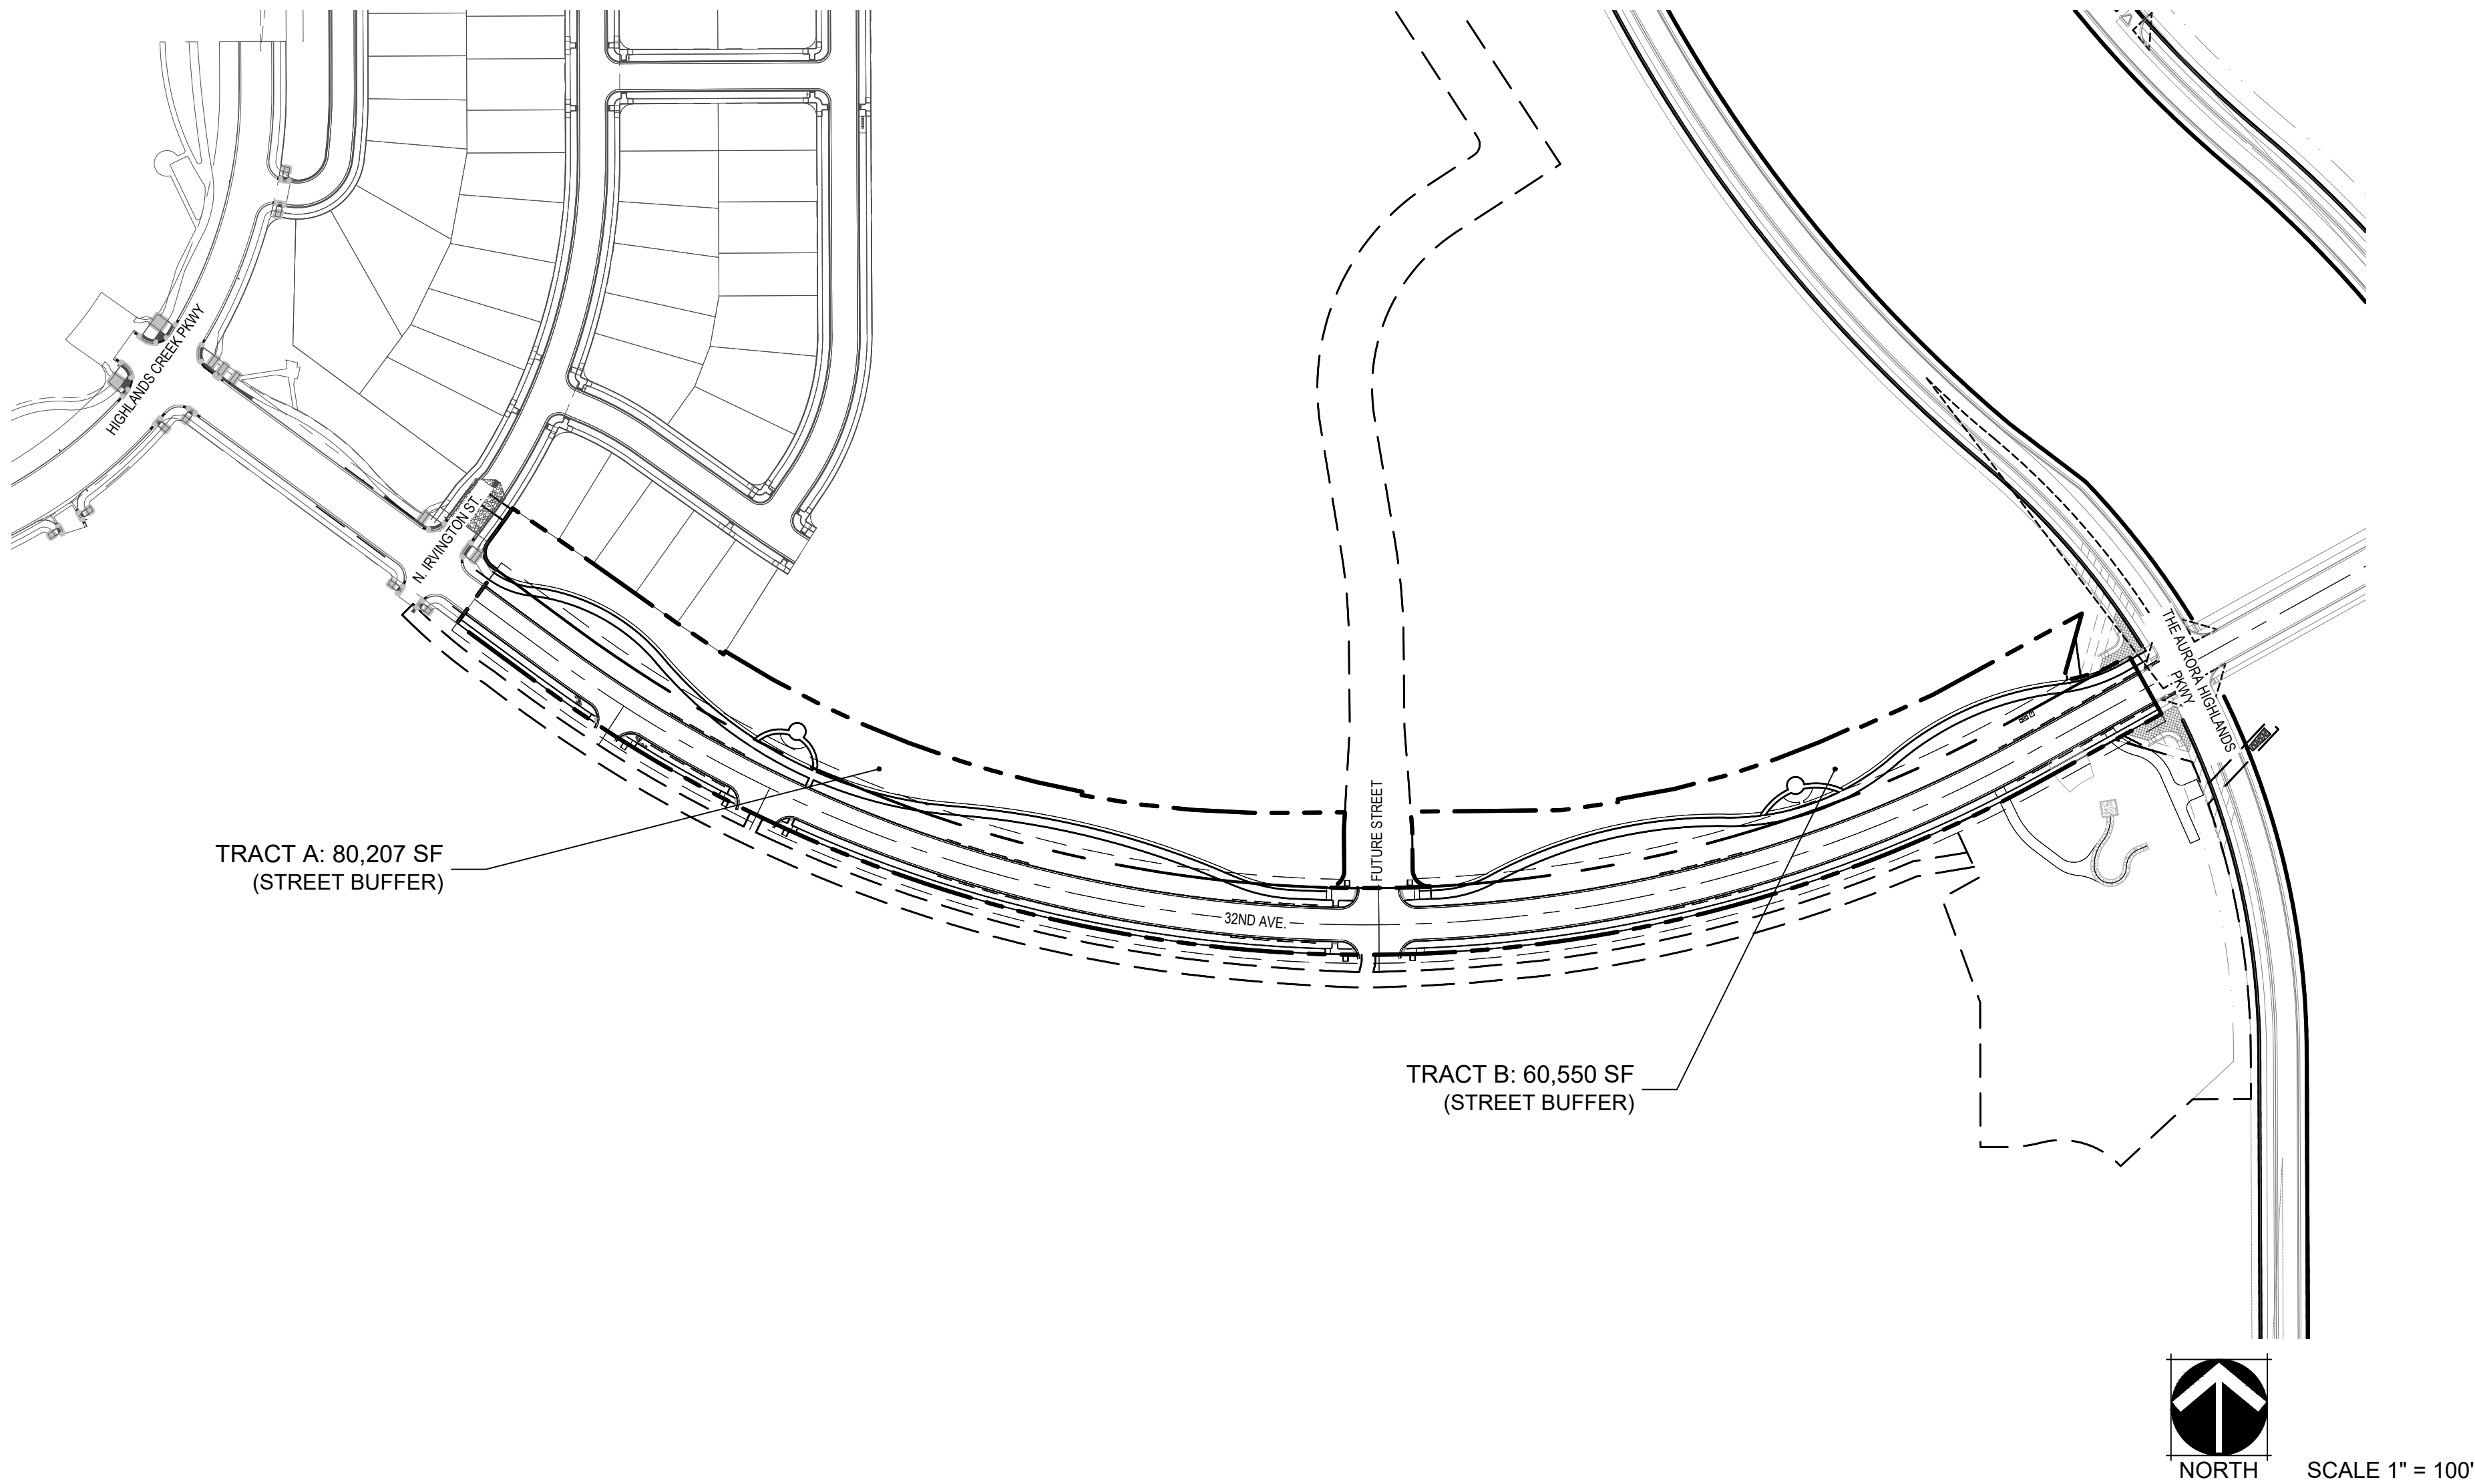 HIGHLANDS CREEK PKWY
N. IRVINGTON ST.
THE AURORA HIGHLANDS
PKWY
FUTURE STREET
TRACT A: 80,207 SF
(STREET BUFFER)
32ND AVE.
TRACT B: 60,550 SF
(STREET BUFFER)
NORTH
SCALE 1" = 100'